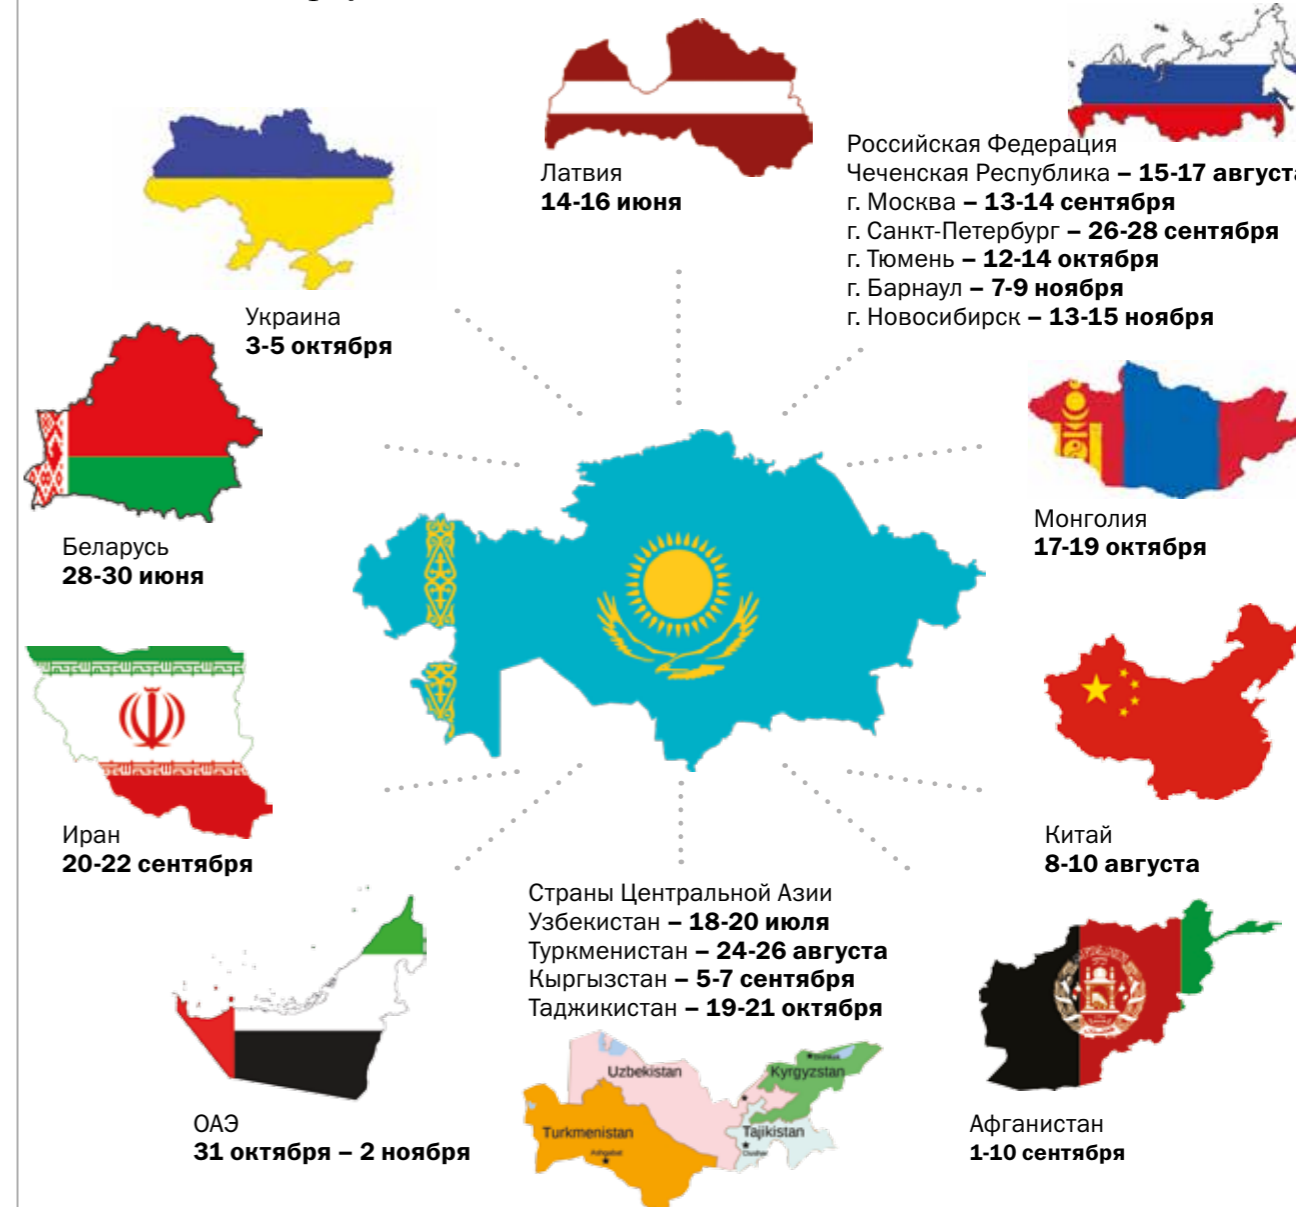 Латвия
14-16 июня
Российская Федерация
Чеченская Республика – 15-17 августа
г. Москва – 13-14 сентября
г. Санкт-Петербург – 26-28 сентября
г. Тюмень – 12-14 октября
г. Барнаул – 7-9 ноября
г. Новосибирск – 13-15 ноября
Украина
3-5 октября
Беларусь
28-30 июня
Монголия
17-19 октября
Иран
20-22 сентября
Китай
8-10 августа
Страны Центральной Азии
Узбекистан – 18-20 июля
Туркменистан – 24-26 августа
Кыргызстан – 5-7 сентября
Таджикистан – 19-21 октября
Uzbekistan
Kyrgyzstan
Turkmenistan
Ashgabat
Tajikistan
ОАЭ
31 октября – 2 ноября
Афганистан
1-10 сентября